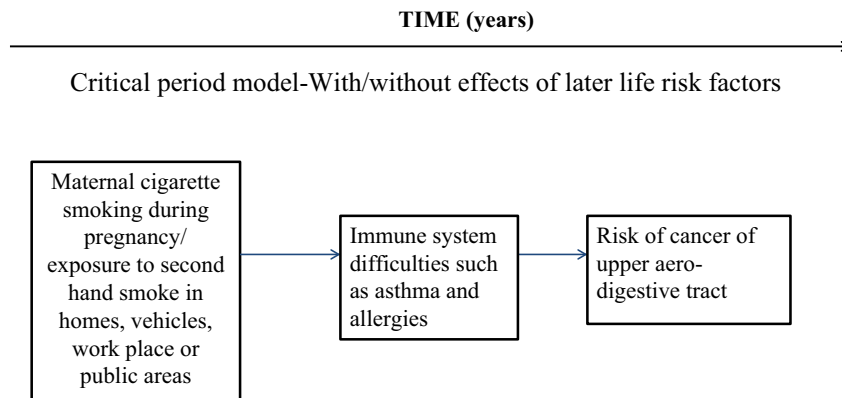 TIME (years)
Critical period model-With/without effects of later life risk factors
Maternal cigarette
smoking during
pregnancy/
exposure to second
hand smoke in
homes, vehicles,
work place or
public areas
Immune system
difficulties such
as asthma and
allergies
Risk of cancer of
upper aero-
digestive tract